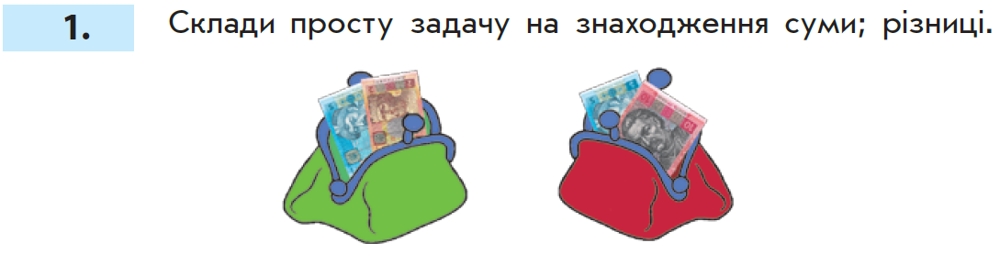 1. Склади просту задачу на знаходження суми; різниці.